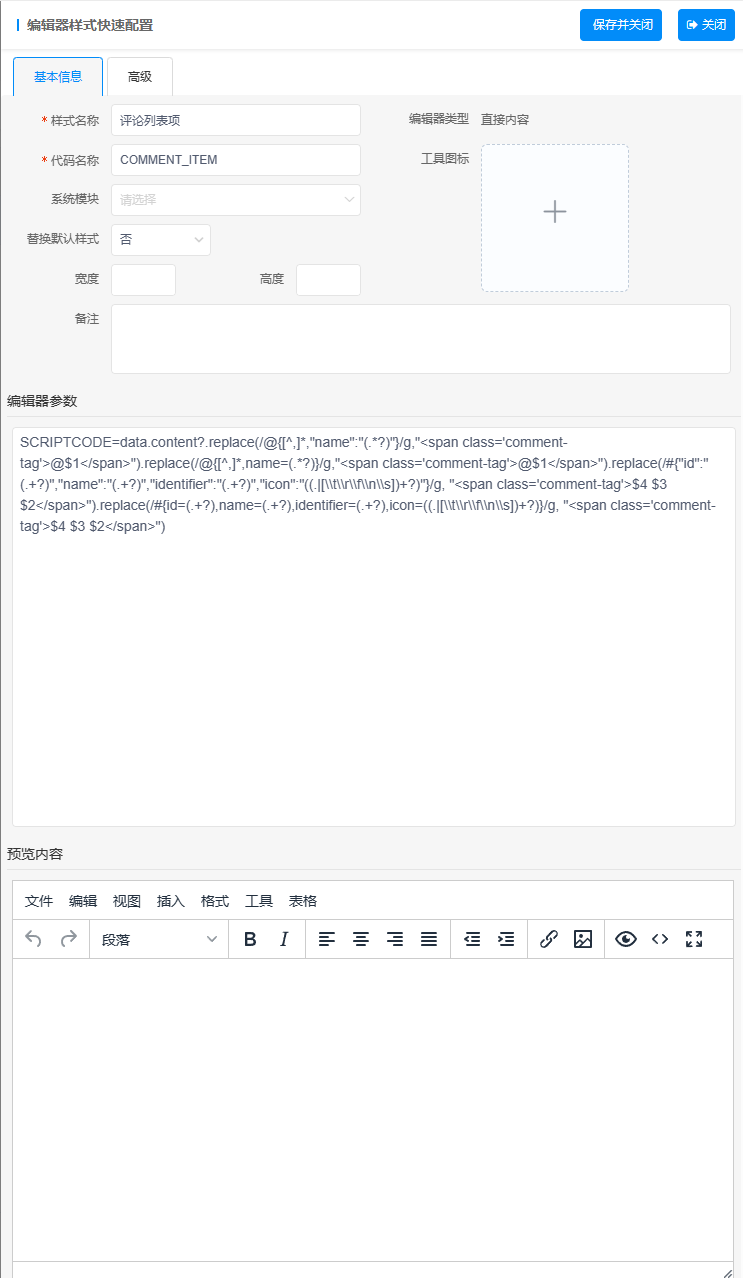 编辑器样式快速配置
保存并关闭
关闭
基本信息
高级
* 样式名称
评论列表项
编辑器类型
直接内容
* 代码名称
COMMENT_ITEM
工具图标
系统模块
请选择
替换默认样式
否
宽度
高度
备注
编辑器参数
SCRIPTCODE=data.content?.replace(/@{[^,]*,"name":"(.*?)"}/g,"<span class='comment-
tag'>@$1</span>").replace(/@{[^,]*,name=(.*?)}/g,"<span class='comment-tag'>@$1</span>").replace(/#{"id":"
(.+?)","name":"(.+?)","identifier":"(.+?)","icon":"((.|[\\t\\r\\f\\n\\s])+?)"}/g, "<span class='comment-tag'>$4 $3
$2</span>").replace(/#{id=(.+?),name=(.+?),identifier=(.+?),icon=((.|[\\t\\r\\f\\n\\s])+?)}/g, "<span class='comment-
tag'>$4 $3 $2</span>")
预览内容
文件 编辑 视图 插入 格式 工具 表格
段落 B I